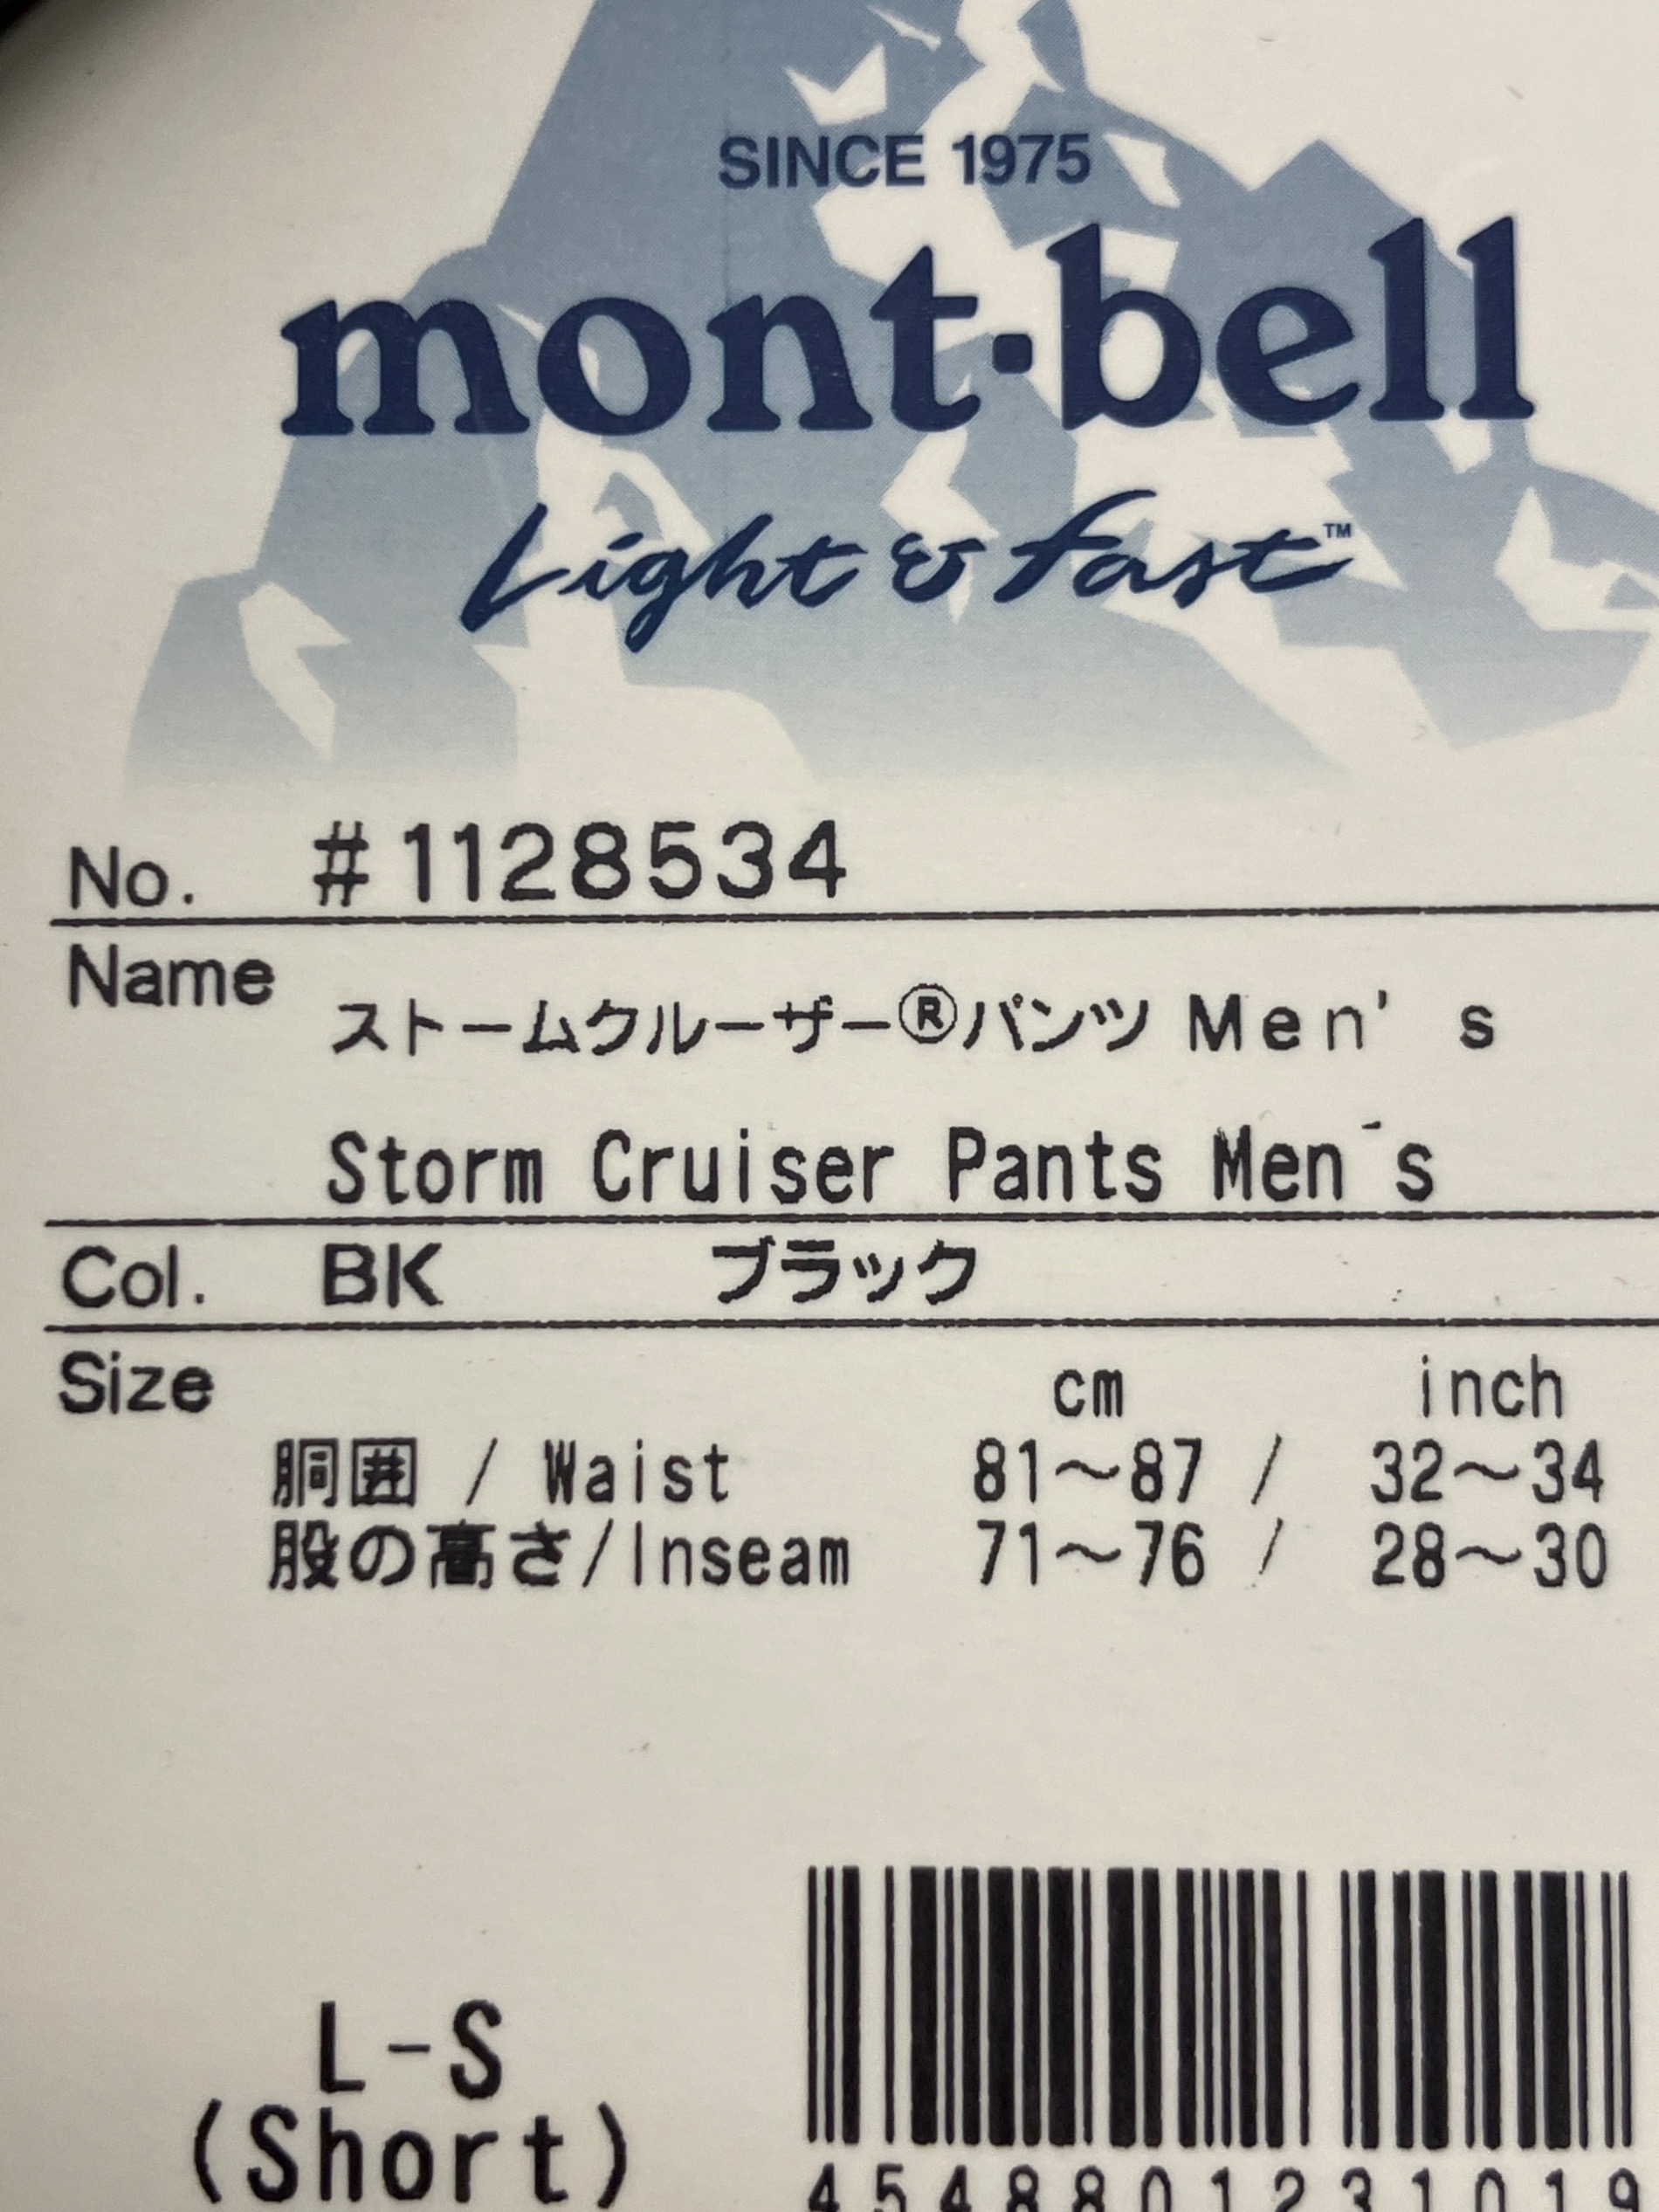 SINCE 1975
mont·bell
Light & Fast™
No. #1128534
Name ストームクルーザー®パンツ Men's
Storm Cruiser Pants Men´s
Col. BK ブラック
Size cm inch
胴囲 / Waist 81～87 / 32～34
股の高さ/Inseam 71～76 / 28～30
L-S
(Short)
4548801231019